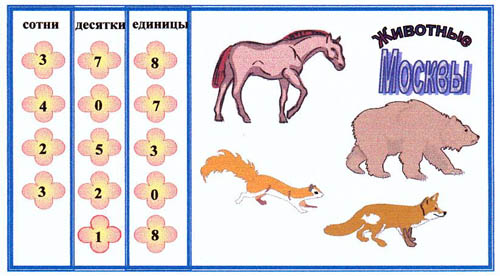 сотни десятки единицы
3 7 8
4 0 7
2 5 3
3 2 0
1 8
Животные
Москвы